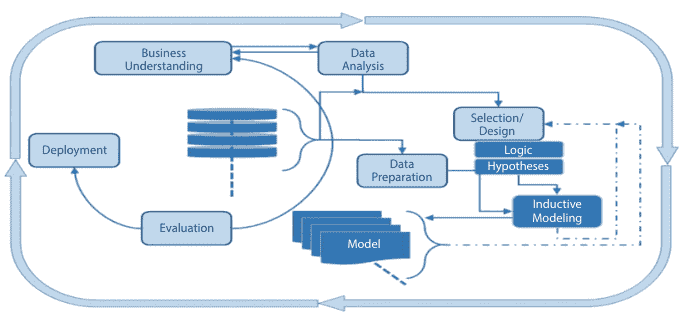 Business
Understanding
Data
Analysis
Selection/
Design
Logic
Hypotheses
Deployment
Data
Preparation
Inductive
Modeling
Evaluation
Model